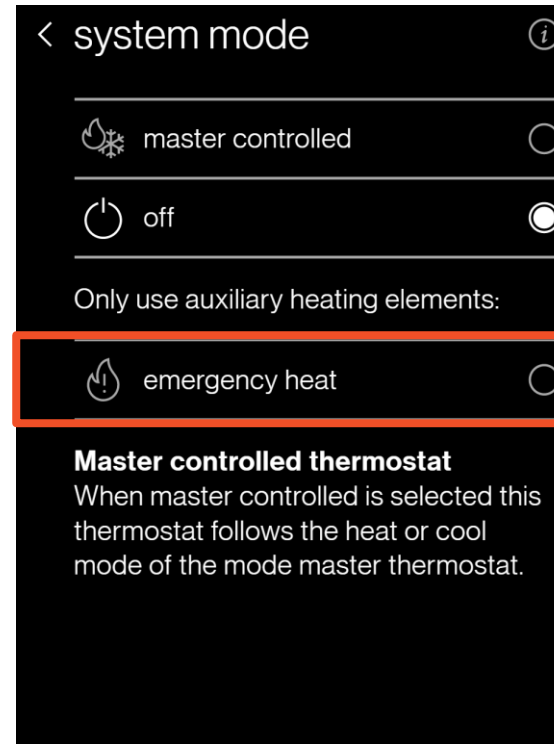 system mode
master controlled
off
Only use auxiliary heating elements:
emergency heat
Master controlled thermostat
When master controlled is selected this
thermostat follows the heat or cool
mode of the mode master thermostat.